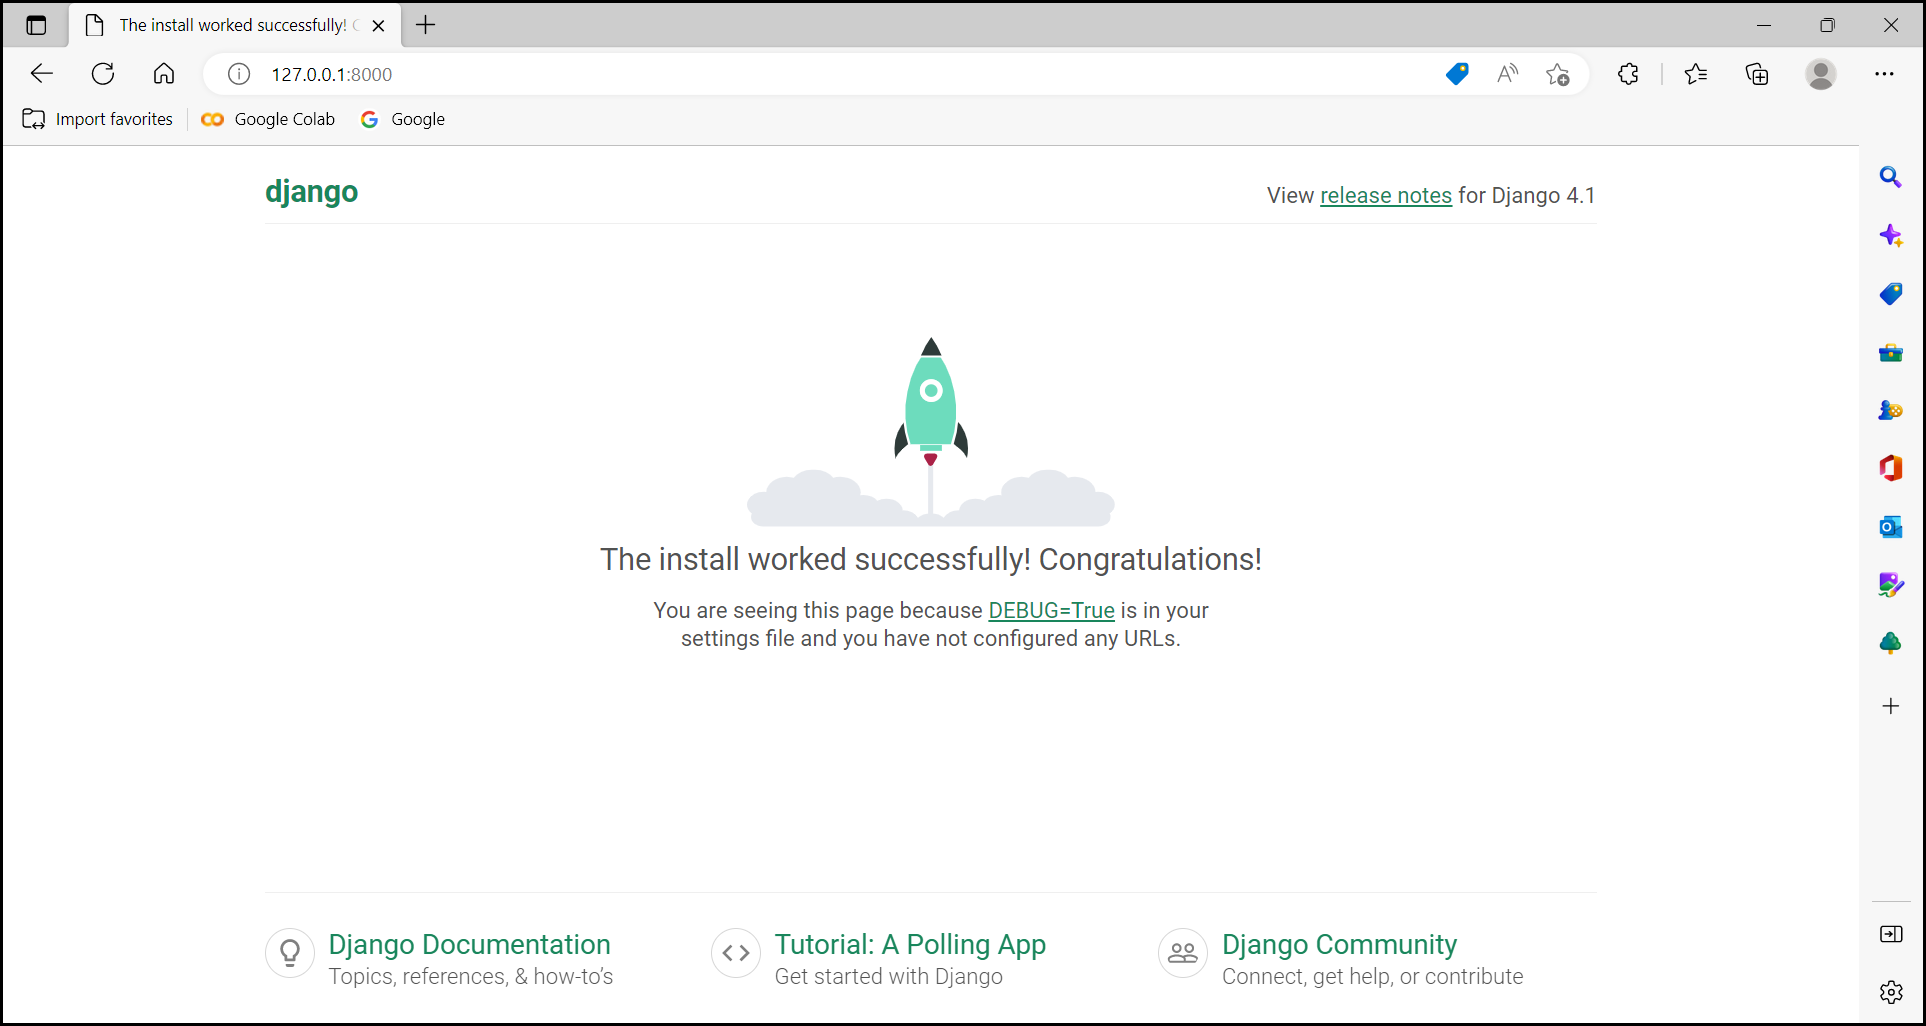 The install worked successfully!
127.0.0.1:8000
Import favorites
Google Colab
Google
django
View release notes for Django 4.1
The install worked successfully! Congratulations!
You are seeing this page because DEBUG=True is in your
settings file and you have not configured any URLs.
Django Documentation
Topics, references, & how-to’s
Tutorial: A Polling App
Get started with Django
Django Community
Connect, get help, or contribute